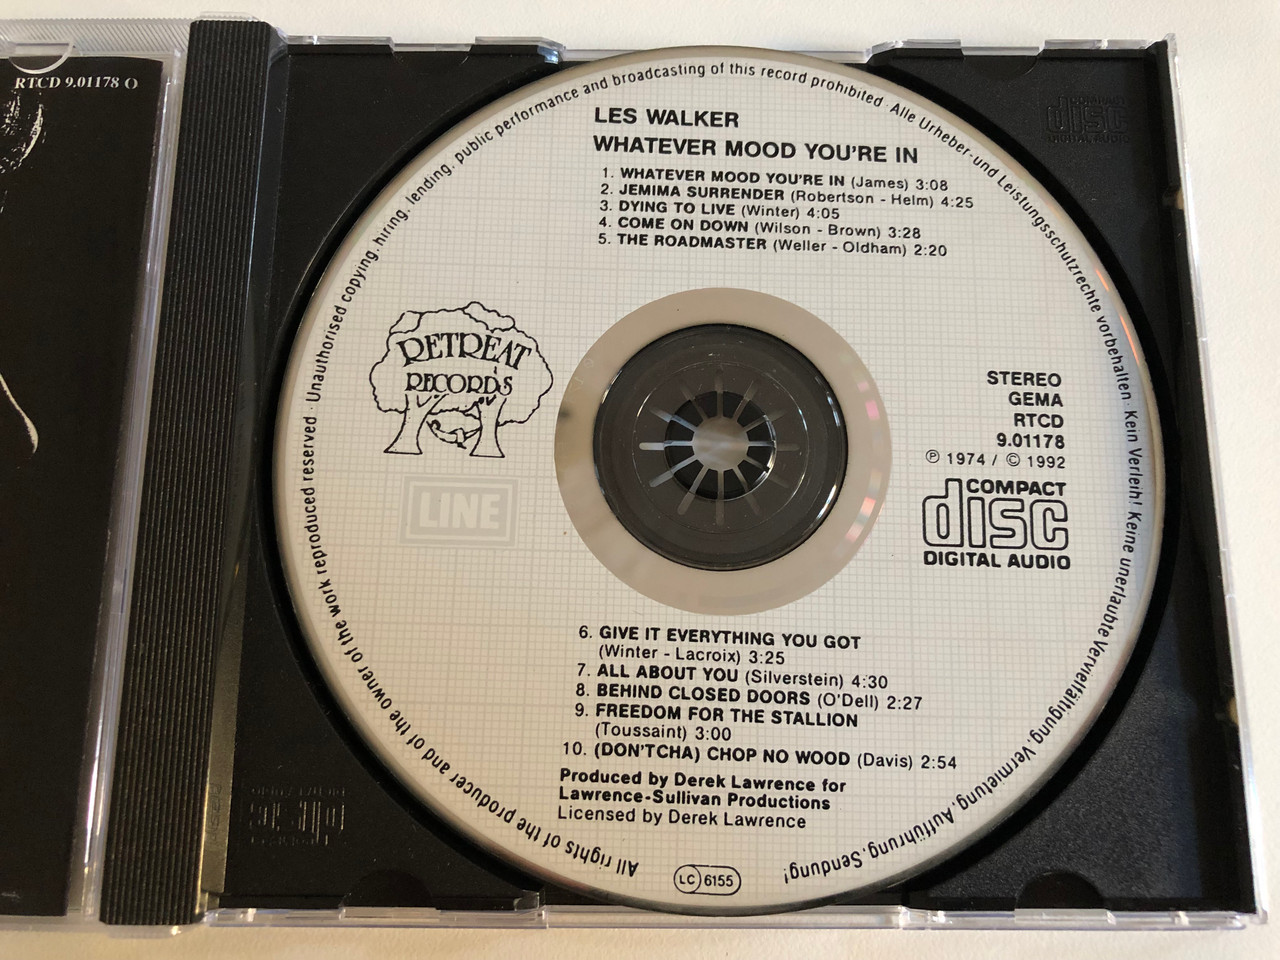 RTCD 9.01178 O
LES WALKER
WHATEVER MOOD YOU'RE IN
1. WHATEVER MOOD YOU'RE IN (James) 3:08
2. JEMIMA SURRENDER (Robertson - Helm) 4:25
3. DYING TO LIVE (Winter) 4:05
4. COME ON DOWN (Wilson - Brown) 3:28
5. THE ROADMASTER (Weller - Oldham) 2:20
RETREAT
RECORDS
LINE
STEREO
GEMA
RTCD
9.01178
℗ 1974 / © 1992
COMPACT
disc
DIGITAL AUDIO
6. GIVE IT EVERYTHING YOU GOT
(Winter - Lacroix) 3:25
7. ALL ABOUT YOU (Silverstein) 4:30
8. BEHIND CLOSED DOORS (O'Dell) 2:27
9. FREEDOM FOR THE STALLION
(Toussaint) 3:00
10. (DON'TCHA) CHOP NO WOOD (Davis) 2:54
Produced by Derek Lawrence for
Lawrence-Sullivan Productions
Licensed by Derek Lawrence
LC 6155
All rights of the producer and of the owner of the work reproduced reserved · Unauthorised copying, hiring, lending, public performance and broadcasting of this record prohibited · Alle Urheber- und Leistungsschutzrechte vorbehalten · Kein Verleih! Keine unerlaubte Vervielfältigung, Vermietung, Aufführung, Sendung!
COMPACT
disc
DIGITAL AUDIO